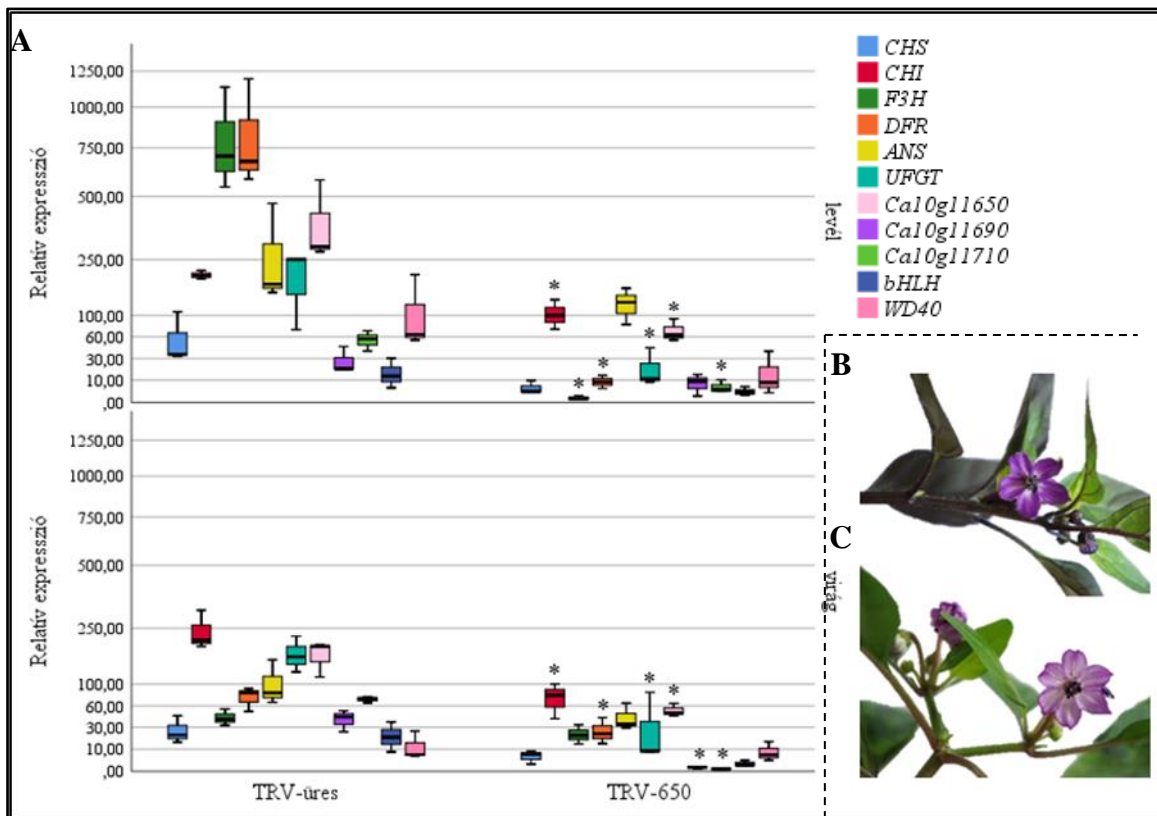 A
Relatív expresszió
1250,00
1000,00
750,00
500,00
250,00
100,00
60,00
30,00
10,00
,00
* * * * * *
levél
Relatív expresszió
1250,00
1000,00
750,00
500,00
250,00
100,00
60,00
30,00
10,00
,00
* * * * * *
virág
TRV-üres
TRV-650
CHS
CHI
F3H
DFR
ANS
UFGT
Ca10g11650
Ca10g11690
Ca10g11710
bHLH
WD40
B
C